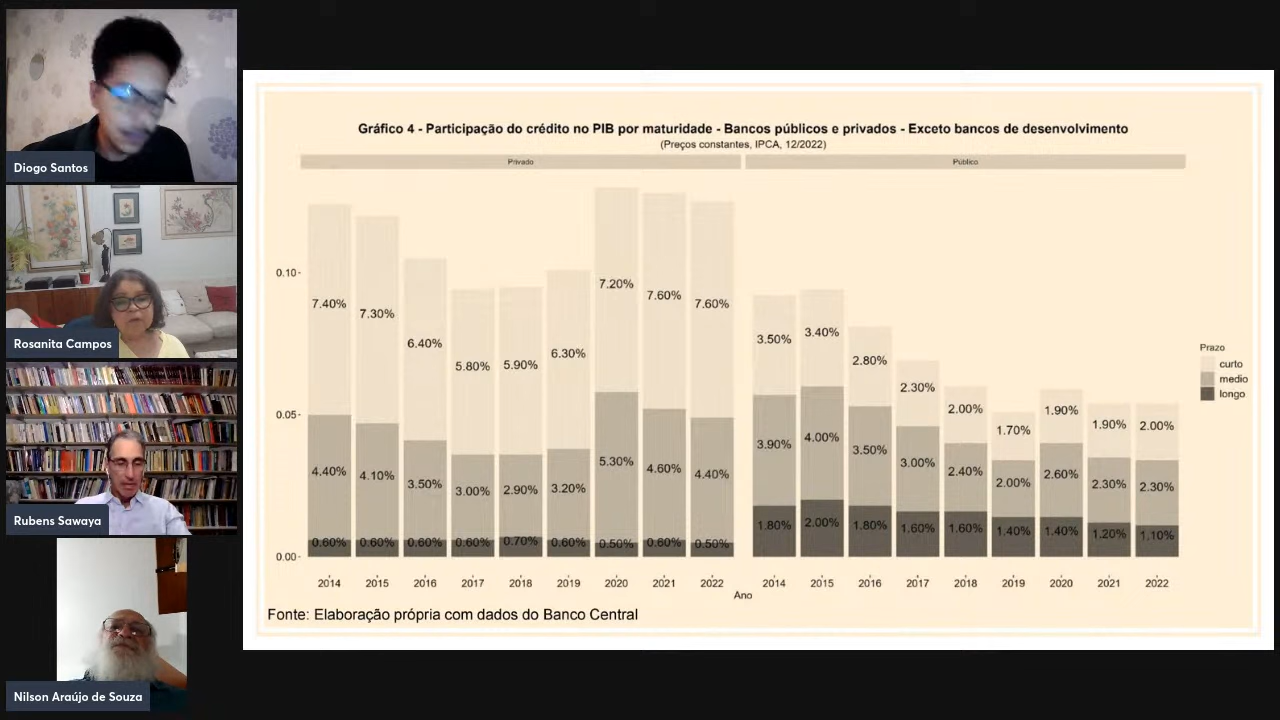 Diogo Santos
Rosanita Campos
Rubens Sawaya
Nilson Araújo de Souza
Gráfico 4 - Participação do crédito no PIB por maturidade - Bancos públicos e privados - Exceto bancos de desenvolvimento
(Preços constantes, IPCA, 12/2022)
Privado Público
0.10
0.05
0.00
7.40% 7.30% 6.40% 5.80% 5.90% 6.30% 7.20% 7.60% 7.60% 3.50% 3.40% 2.80% 2.30% 2.00% 1.70% 1.90% 1.90% 2.00%
4.40% 4.10% 3.50% 3.00% 2.90% 3.20% 5.30% 4.60% 4.40% 3.90% 4.00% 3.50% 3.00% 2.40% 2.00% 2.60% 2.30% 2.30%
0.60% 0.60% 0.60% 0.60% 0.70% 0.60% 0.50% 0.60% 0.50% 1.80% 2.00% 1.80% 1.60% 1.60% 1.40% 1.40% 1.20% 1.10%
2014 2015 2016 2017 2018 2019 2020 2021 2022 2014 2015 2016 2017 2018 2019 2020 2021 2022
Ano
Prazo
curto
medio
longo
Fonte: Elaboração própria com dados do Banco Central